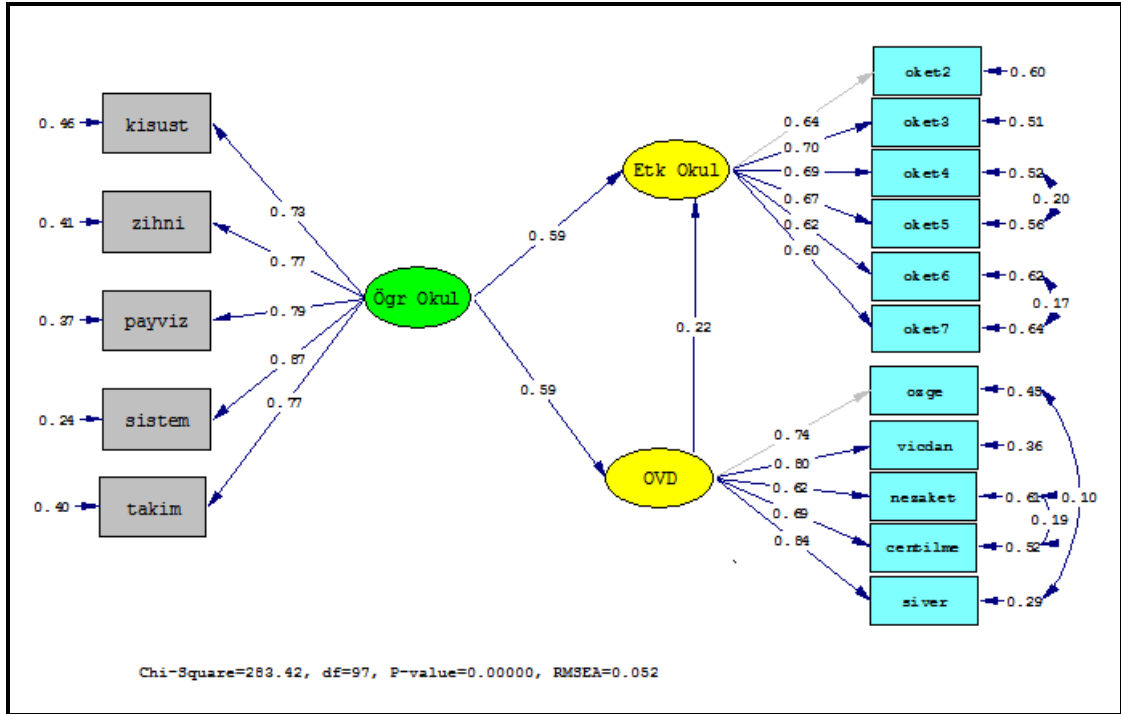 0.46 kisust
0.41 zihni
0.37 payviz
0.24 sistem
0.40 takim
0.73
0.77
0.79
0.87
0.77
Ögr Okul
0.59
0.59
Etk Okul
0.22
OVD
0.64
0.70
0.69
0.67
0.62
0.60
oket2 0.60
oket3 0.51
oket4 0.52
oket5 0.56
0.20
oket6 0.62
oket7 0.64
0.17
0.74
0.80
0.62
0.69
0.84
ozge
vicdan 0.36
nezaket 0.61
centilme 0.52
siver 0.29
0.10
0.19
Chi-Square=283.42, df=97, P-value=0.00000, RMSEA=0.052